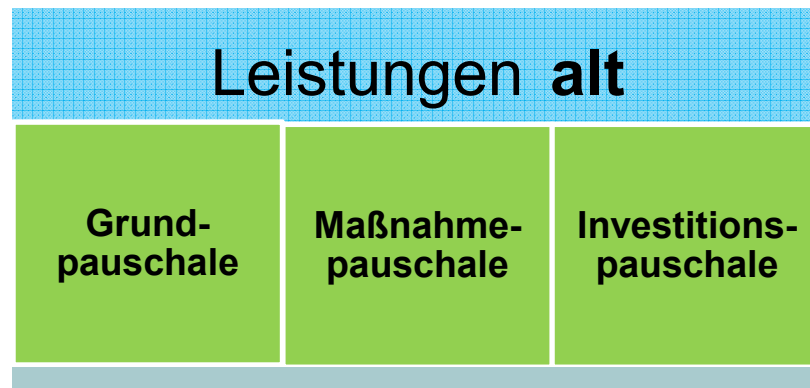 Leistungen alt
Grund-
pauschale
Maßnahme-
pauschale
Investitions-
pauschale